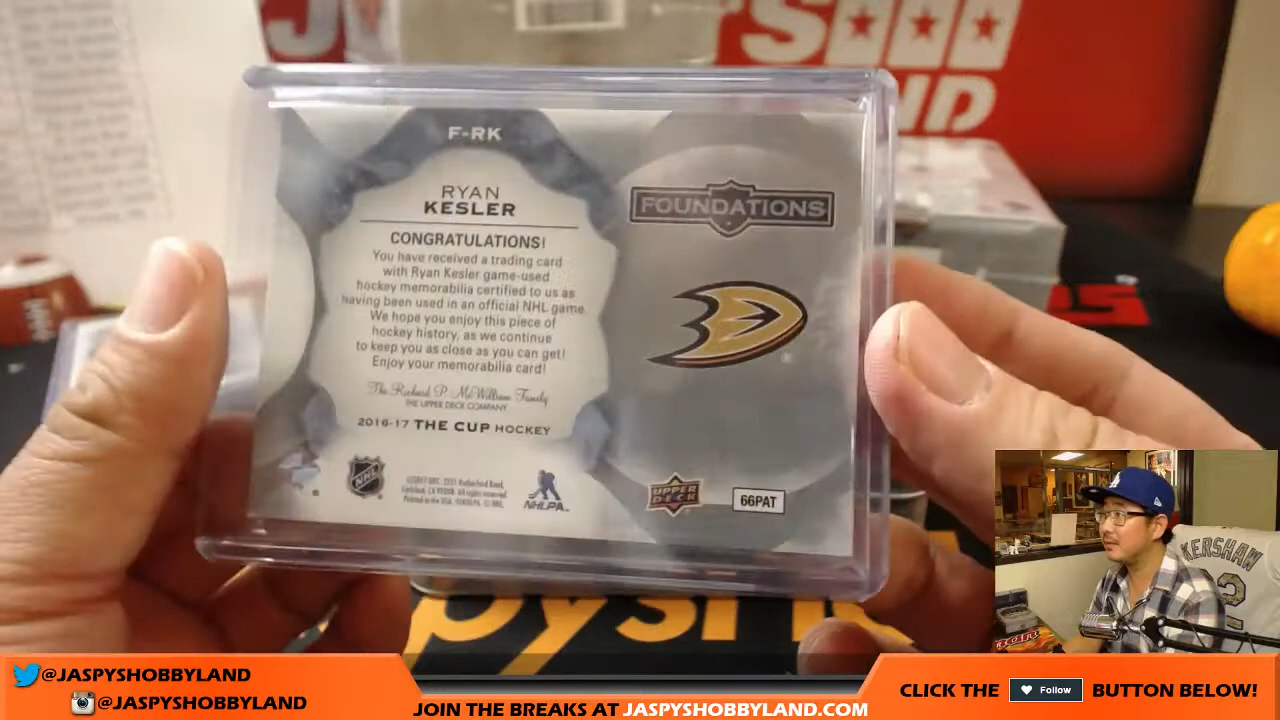 F-RK
RYAN
KESLER
CONGRATULATIONS!
You have received a trading card
with Ryan Kesler game-used
hockey memorabilia certified to us as
having been used in an official NHL game.
We hope you enjoy this piece of
hockey history, as we continue
to keep you as close as you can get!
Enjoy your memorabilia card!
The Richard P. McWilliam Family
THE UPPER DECK COMPANY
2016-17 THE CUP HOCKEY
NHL
NHLPA
FOUNDATIONS
UPPER
DECK
66PAT
KERSHAW
@JASPYSHOBBYLAND
@JASPYSHOBBYLAND
JOIN THE BREAKS AT JASPYSHOBBYLAND.COM
CLICK THE Follow BUTTON BELOW!